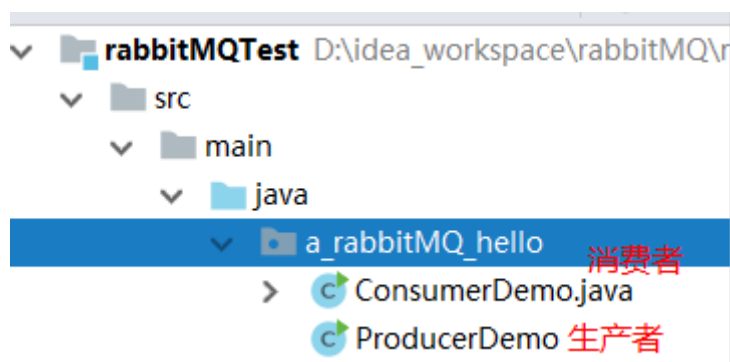 rabbitMQTest D:\idea_workspace\rabbitMQ\r
src
main
java
a_rabbitMQ_hello 消费者
ConsumerDemo.java
ProducerDemo 生产者